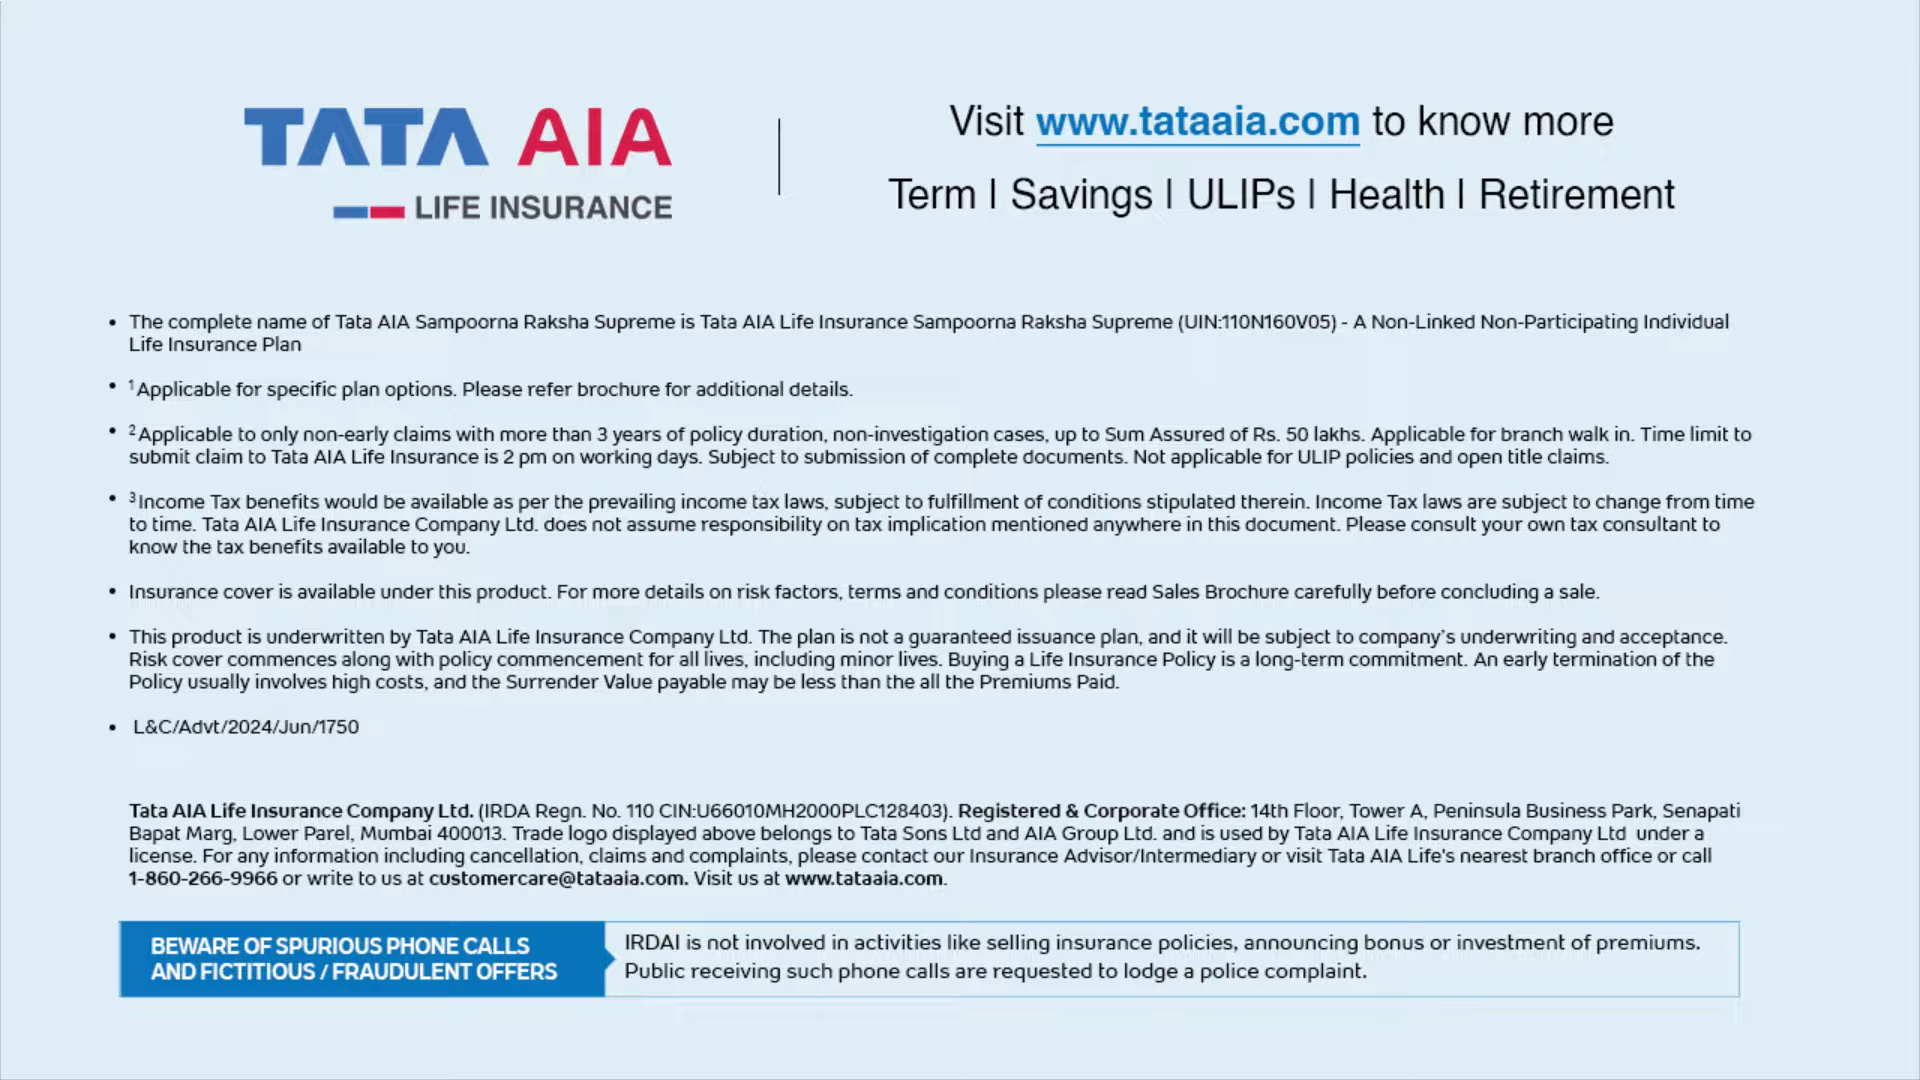 TATA AIA
LIFE INSURANCE
Visit www.tataaia.com to know more
Term | Savings | ULIPs | Health | Retirement
• The complete name of Tata AIA Sampoorna Raksha Supreme is Tata AIA Life Insurance Sampoorna Raksha Supreme (UIN:110N160V05) - A Non-Linked Non-Participating Individual
Life Insurance Plan
• ¹Applicable for specific plan options. Please refer brochure for additional details.
• ²Applicable to only non-early claims with more than 3 years of policy duration, non-investigation cases, up to Sum Assured of Rs. 50 lakhs. Applicable for branch walk in. Time limit to
submit claim to Tata AIA Life Insurance is 2 pm on working days. Subject to submission of complete documents. Not applicable for ULIP policies and open title claims.
• ³Income Tax benefits would be available as per the prevailing income tax laws, subject to fulfillment of conditions stipulated therein. Income Tax laws are subject to change from time
to time. Tata AIA Life Insurance Company Ltd. does not assume responsibility on tax implication mentioned anywhere in this document. Please consult your own tax consultant to
know the tax benefits available to you.
• Insurance cover is available under this product. For more details on risk factors, terms and conditions please read Sales Brochure carefully before concluding a sale.
• This product is underwritten by Tata AIA Life Insurance Company Ltd. The plan is not a guaranteed issuance plan, and it will be subject to company's underwriting and acceptance.
Risk cover commences along with policy commencement for all lives, including minor lives. Buying a Life Insurance Policy is a long-term commitment. An early termination of the
Policy usually involves high costs, and the Surrender Value payable may be less than the all the Premiums Paid.
• L&C/Advt/2024/Jun/1750
Tata AIA Life Insurance Company Ltd. (IRDA Regn. No. 110 CIN:U66010MH2000PLC128403). Registered & Corporate Office: 14th Floor, Tower A, Peninsula Business Park, Senapati
Bapat Marg, Lower Parel, Mumbai 400013. Trade logo displayed above belongs to Tata Sons Ltd and AIA Group Ltd. and is used by Tata AIA Life Insurance Company Ltd under a
license. For any information including cancellation, claims and complaints, please contact our Insurance Advisor/Intermediary or visit Tata AIA Life's nearest branch office or call
1-860-266-9966 or write to us at customercare@tataaia.com. Visit us at www.tataaia.com.
BEWARE OF SPURIOUS PHONE CALLS
AND FICTITIOUS / FRAUDULENT OFFERS
IRDAI is not involved in activities like selling insurance policies, announcing bonus or investment of premiums.
Public receiving such phone calls are requested to lodge a police complaint.